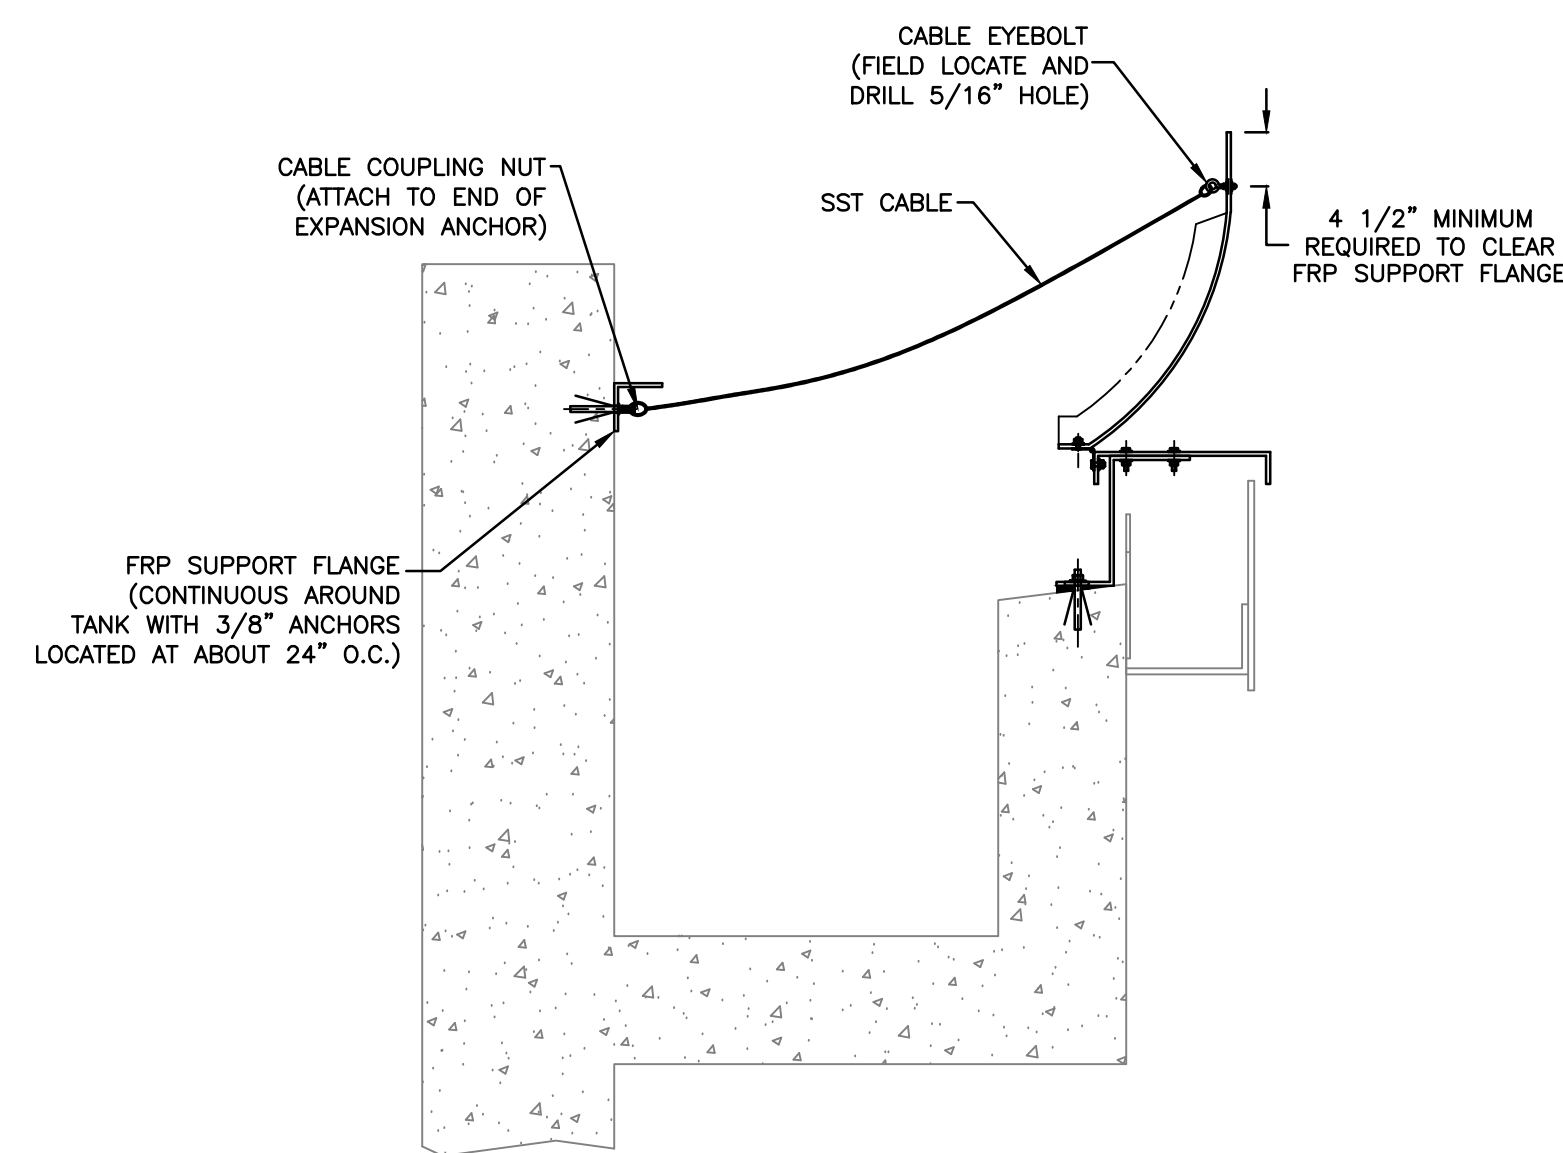 CABLE EYEBOLT
(FIELD LOCATE AND
DRILL 5/16" HOLE)
CABLE COUPLING NUT
(ATTACH TO END OF
EXPANSION ANCHOR)
SST CABLE
4 1/2" MINIMUM
REQUIRED TO CLEAR
FRP SUPPORT FLANGE
FRP SUPPORT FLANGE
(CONTINUOUS AROUND
TANK WITH 3/8" ANCHORS
LOCATED AT ABOUT 24" O.C.)